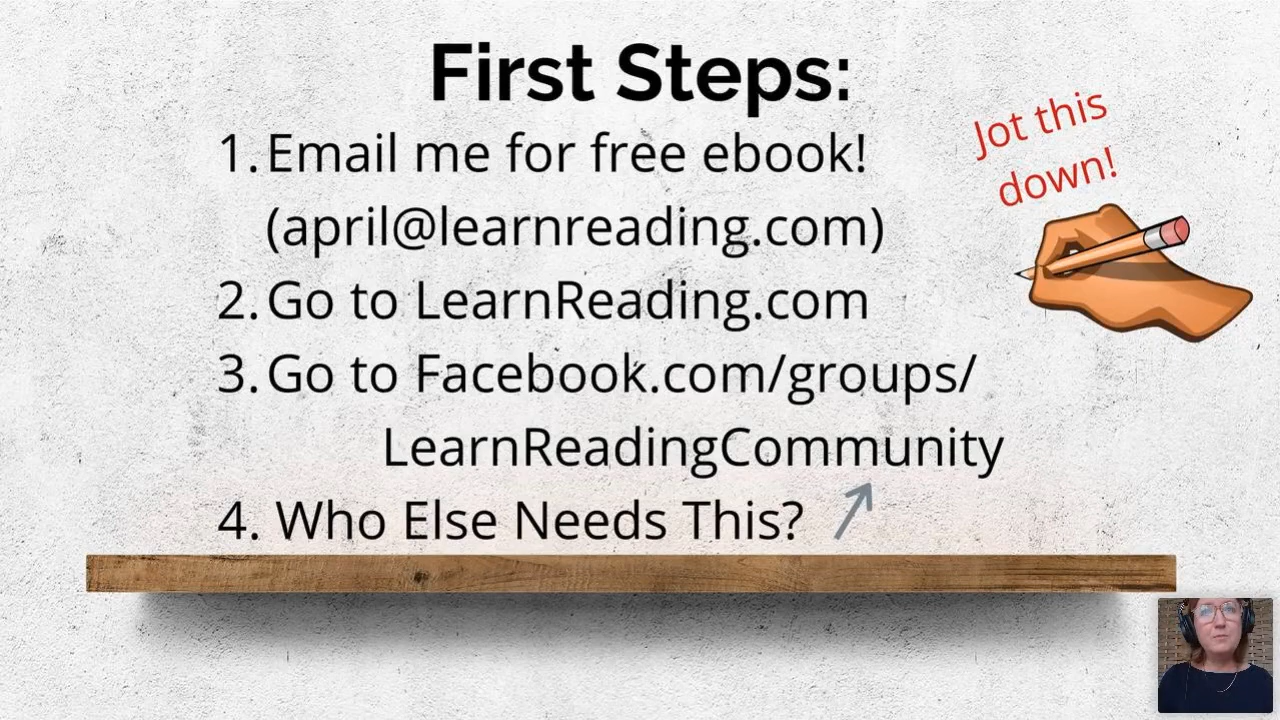 First Steps:
1. Email me for free ebook!
(april@learnreading.com)
2. Go to LearnReading.com
3. Go to Facebook.com/groups/
LearnReadingCommunity
4. Who Else Needs This?
Jot this
down!